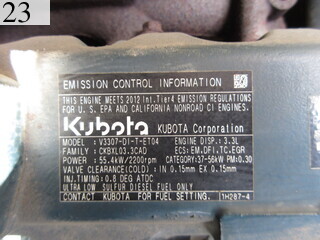 23
EMISSION CONTROL INFORMATION
THIS ENGINE MEETS 2012 Int.Tier4 EMISSION REGULATIONS
FOR U.S. EPA AND CALIFORNIA NONROAD CI ENGINES.
Kubota KUBOTA Corporation
MODEL : V3307-DI-T-ET04 ENGINE DISP.: 3.3L
FAMILY : CKBXL03.3CAD ECS:EM,DFI,TC,EGR
POWER : 55.4kW/2200rpm CATEGORY:37-56kW PM:0.30
VALVE CLEARANCE(COLD): IN 0.15mm EX 0.15mm
INJ.TIMING: 0.8 DEG ATDC
ULTRA LOW SULFUR DIESEL FUEL ONLY
CONTACT KUBOTA FOR FUEL SETTING. 1H287-4